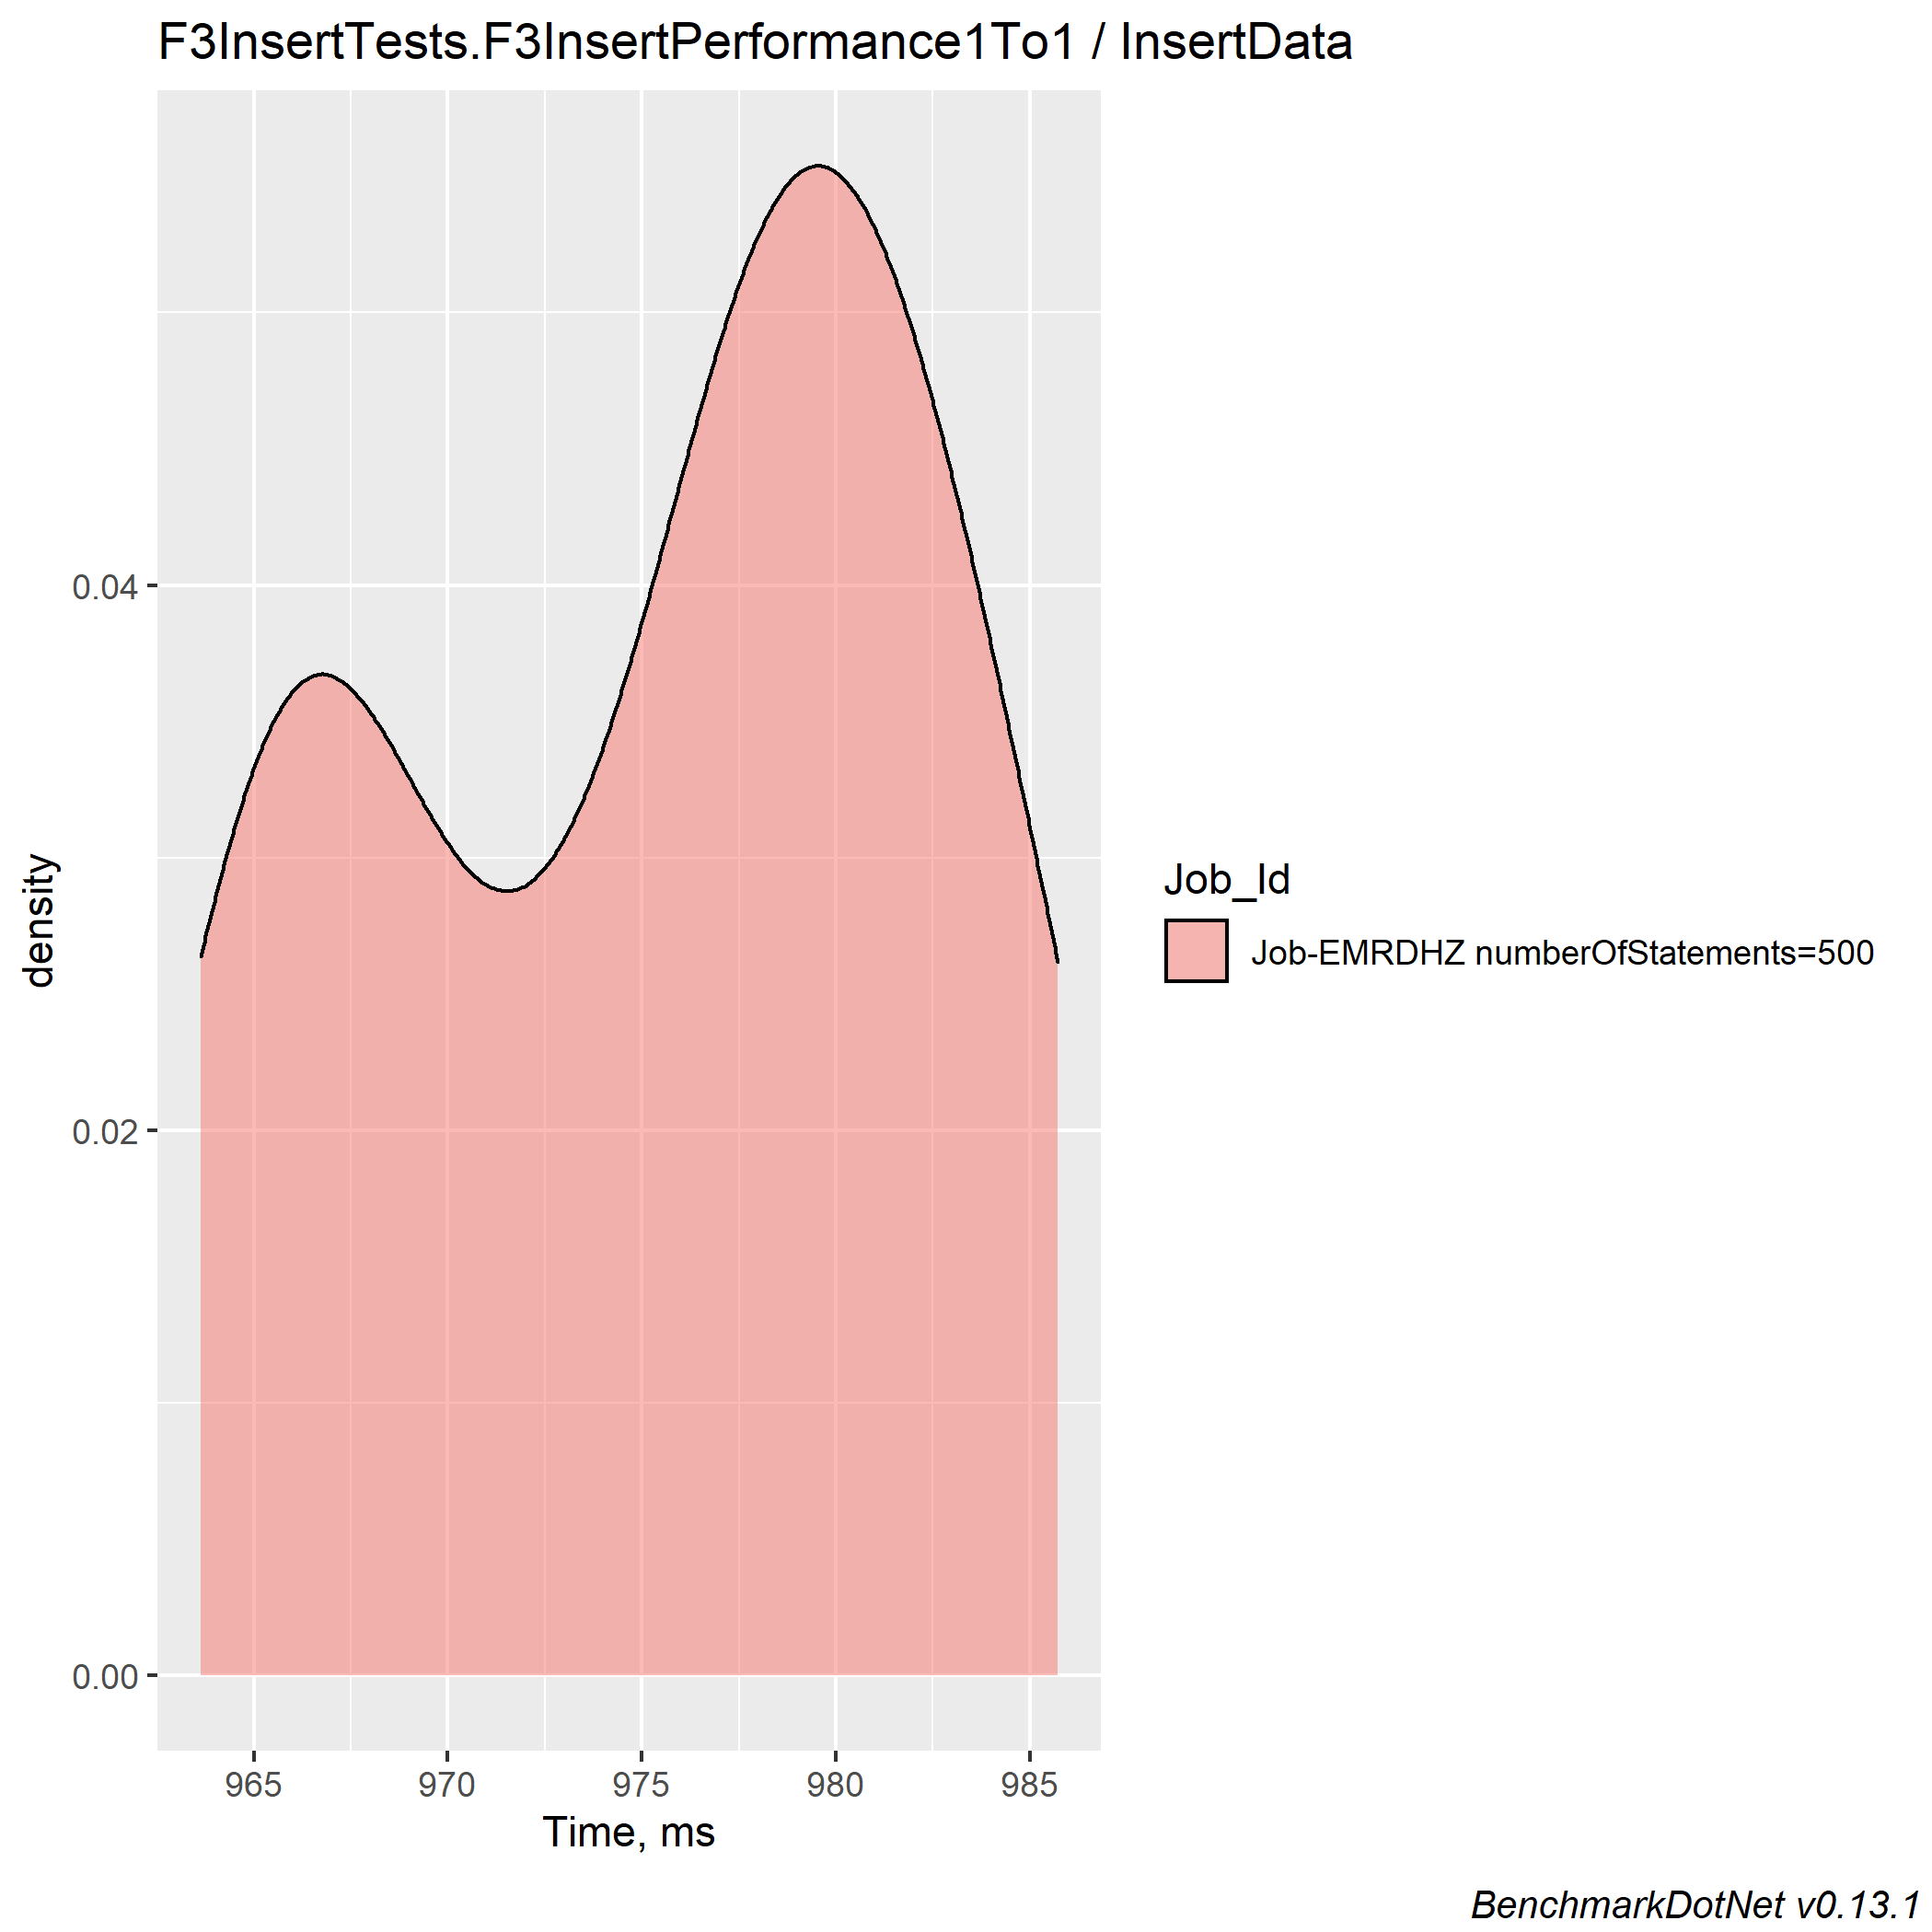 F3InsertTests.F3InsertPerformance1To1 / InsertData
density
0.04
0.02
0.00
965 970 975 980 985
Time, ms
Job_Id
Job-EMRDHZ numberOfStatements=500
BenchmarkDotNet v0.13.1